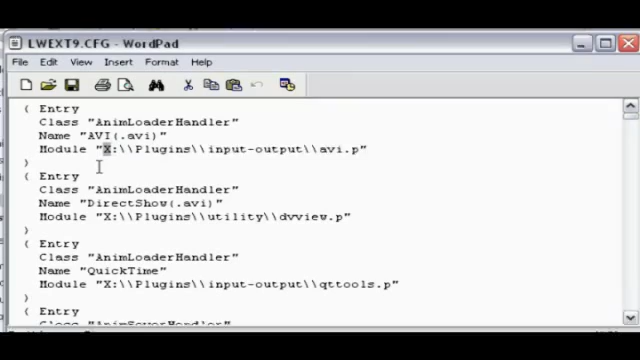 LWEXT9.CFG - WordPad
File Edit View Insert Format Help
{ Entry
Class "AnimLoaderHandler"
Name "AVI(.avi)"
Module "X:\\Plugins\\input-output\\avi.p"
}
{ Entry
Class "AnimLoaderHandler"
Name "DirectShow(.avi)"
Module "X:\\Plugins\\utility\\dvview.p"
}
{ Entry
Class "AnimLoaderHandler"
Name "QuickTime"
Module "X:\\Plugins\\input-output\\qttools.p"
}
{ Entry
Class "AnimSaverHandler"